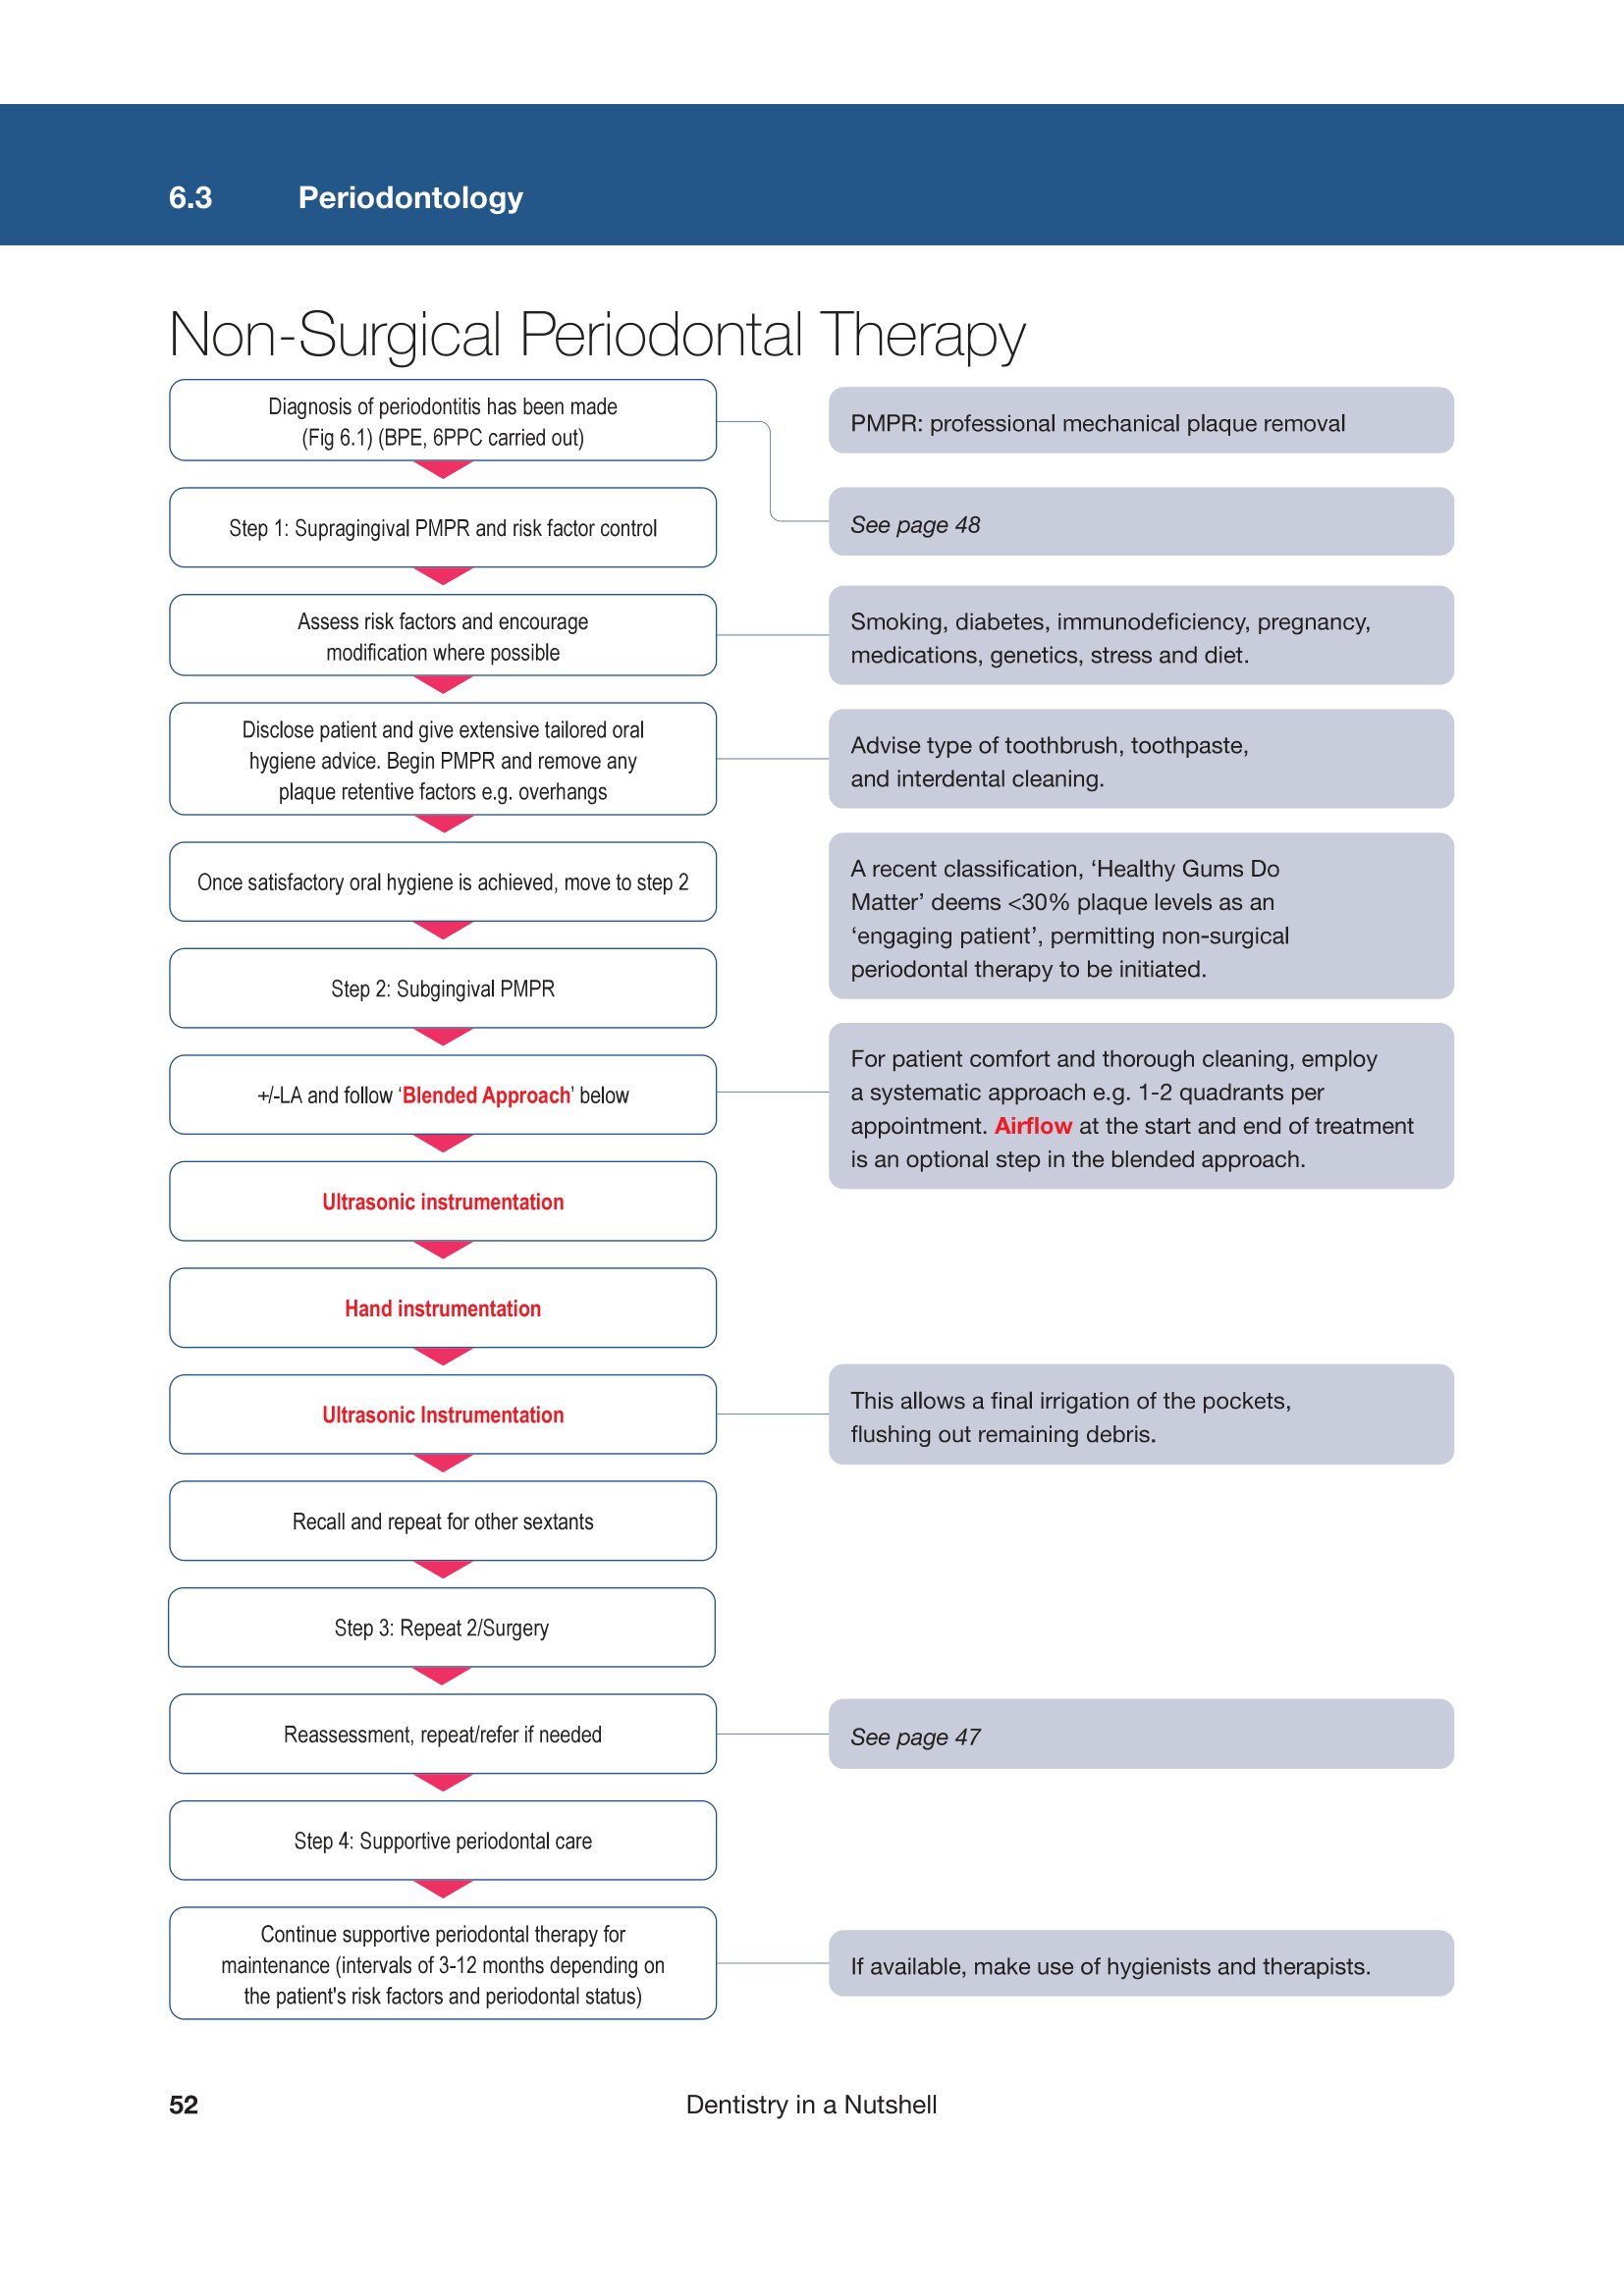 6.3 Periodontology
Non-Surgical Periodontal Therapy
Diagnosis of periodontitis has been made
(Fig 6.1) (BPE, 6PPC carried out)
PMPR: professional mechanical plaque removal
See page 48
Step 1: Supragingival PMPR and risk factor control
Assess risk factors and encourage
modification where possible
Smoking, diabetes, immunodeficiency, pregnancy,
medications, genetics, stress and diet.
Disclose patient and give extensive tailored oral
hygiene advice. Begin PMPR and remove any
plaque retentive factors e.g. overhangs
Advise type of toothbrush, toothpaste,
and interdental cleaning.
Once satisfactory oral hygiene is achieved, move to step 2
A recent classification, ‘Healthy Gums Do
Matter’ deems <30% plaque levels as an
‘engaging patient’, permitting non-surgical
periodontal therapy to be initiated.
Step 2: Subgingival PMPR
+/-LA and follow ‘Blended Approach’ below
For patient comfort and thorough cleaning, employ
a systematic approach e.g. 1-2 quadrants per
appointment. Airflow at the start and end of treatment
is an optional step in the blended approach.
Ultrasonic instrumentation
Hand instrumentation
Ultrasonic Instrumentation
This allows a final irrigation of the pockets,
flushing out remaining debris.
Recall and repeat for other sextants
Step 3: Repeat 2/Surgery
Reassessment, repeat/refer if needed
See page 47
Step 4: Supportive periodontal care
Continue supportive periodontal therapy for
maintenance (intervals of 3-12 months depending on
the patient's risk factors and periodontal status)
If available, make use of hygienists and therapists.
52
Dentistry in a Nutshell